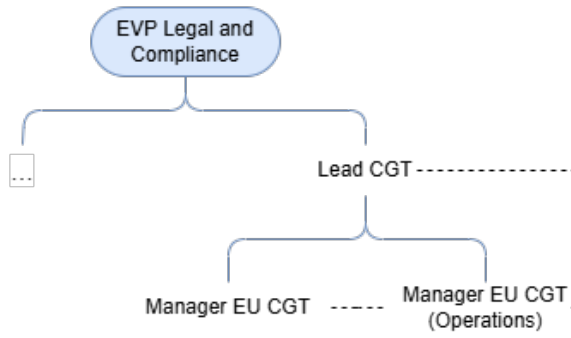 EVP Legal and
Compliance
...
Lead CGT
Manager EU CGT
Manager EU CGT
(Operations)